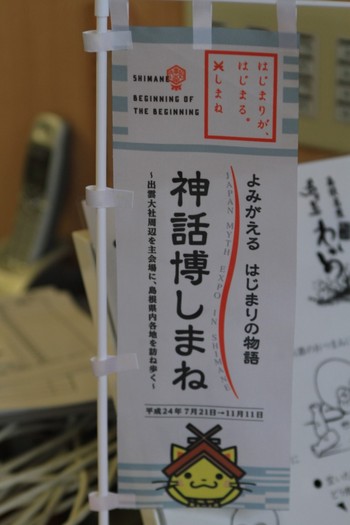 はじまりが、
はじまる。
しまね
SHIMANE
BEGINNING OF
THE BEGINNING
よみがえる はじまりの物語
JAPAN MYTH EXPO IN SHIMANE
神話博しまね
~出雲大社周辺を主会場に、島根県内各地を訪ね歩く~
平成24年7月21日→11月11日